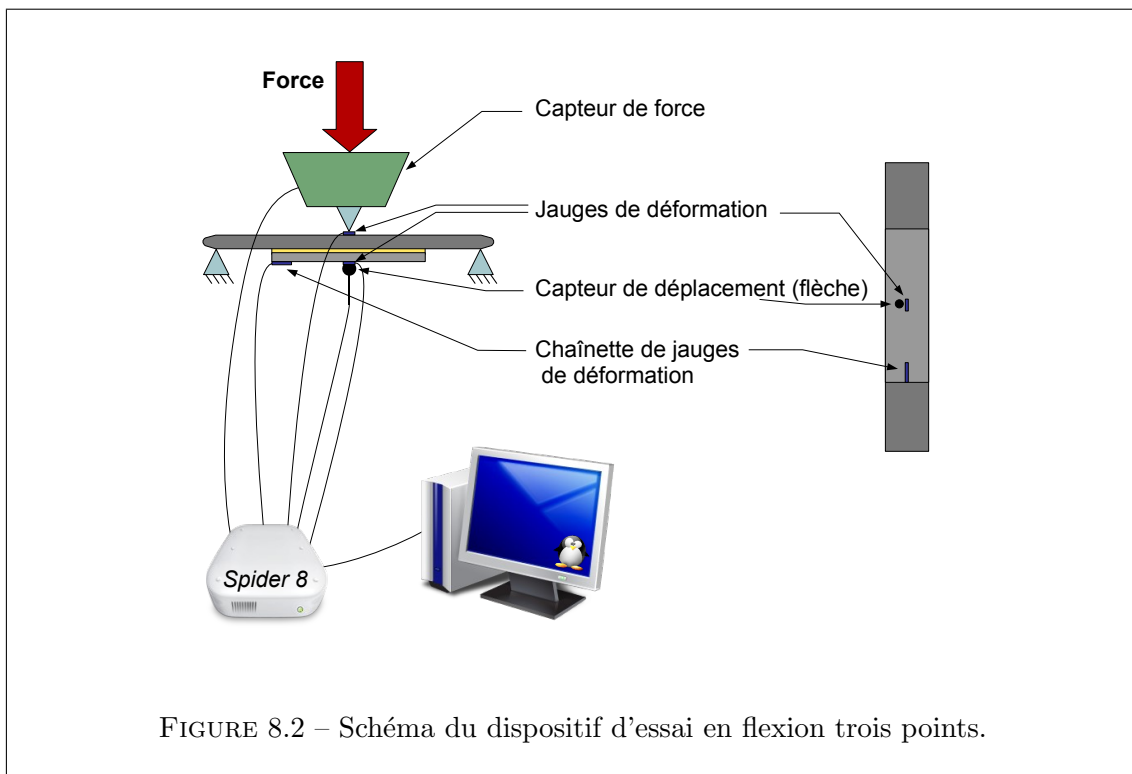 Force
Capteur de force
Jauges de déformation
Capteur de déplacement (flèche)
Chaînette de jauges
de déformation
Spider 8
FIGURE 8.2 – Schéma du dispositif d'essai en flexion trois points.